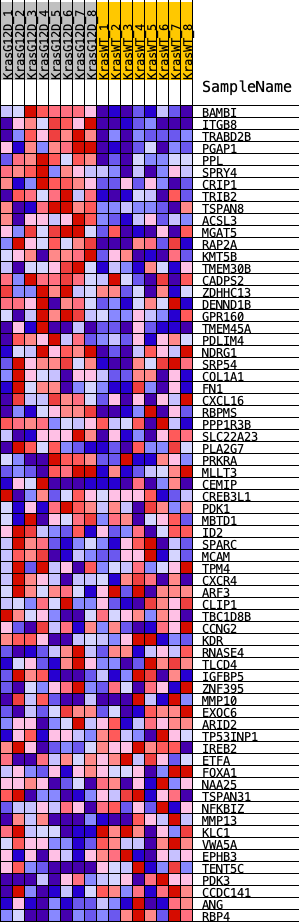 KrasG12D_1
KrasG12D_2
KrasG12D_3
KrasG12D_4
KrasG12D_5
KrasG12D_6
KrasG12D_7
KrasG12D_8
KrasWT_1
KrasWT_2
KrasWT_3
KrasWT_4
KrasWT_5
KrasWT_6
KrasWT_7
KrasWT_8
SampleName
BAMBI
ITGB8
TRABD2B
PGAP1
PPL
SPRY4
CRIP1
TRIB2
TSPAN8
ACSL3
MGAT5
RAP2A
KMT5B
TMEM30B
CADPS2
ZDHHC13
DENND1B
GPR160
TMEM45A
PDLIM4
NDRG1
SRP54
COL1A1
FN1
CXCL16
RBPMS
PPP1R3B
SLC22A23
PLA2G7
PRKRA
MLLT3
CEMIP
CREB3L1
PDK1
MBTD1
ID2
SPARC
MCAM
TPM4
CXCR4
ARF3
CLIP1
TBC1D8B
CCNG2
KDR
RNASE4
TLCD4
IGFBP5
ZNF395
MMP10
EXOC6
ARID2
TP53INP1
IREB2
ETFA
FOXA1
NAA25
TSPAN31
NFKBIZ
MMP13
KLC1
VWA5A
EPHB3
TENT5C
PDK3
CCDC141
ANG
RBP4